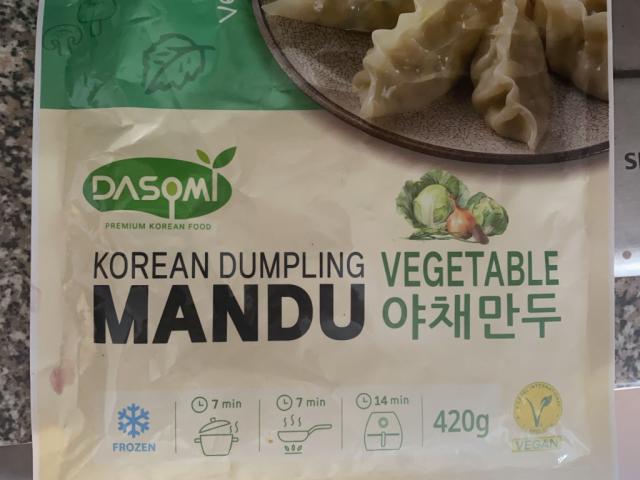 DASOMI
PREMIUM KOREAN FOOD
KOREAN DUMPLING
MANDU
VEGETABLE
야채만두
7 min
7 min
14 min
FROZEN
420g
VEGAN